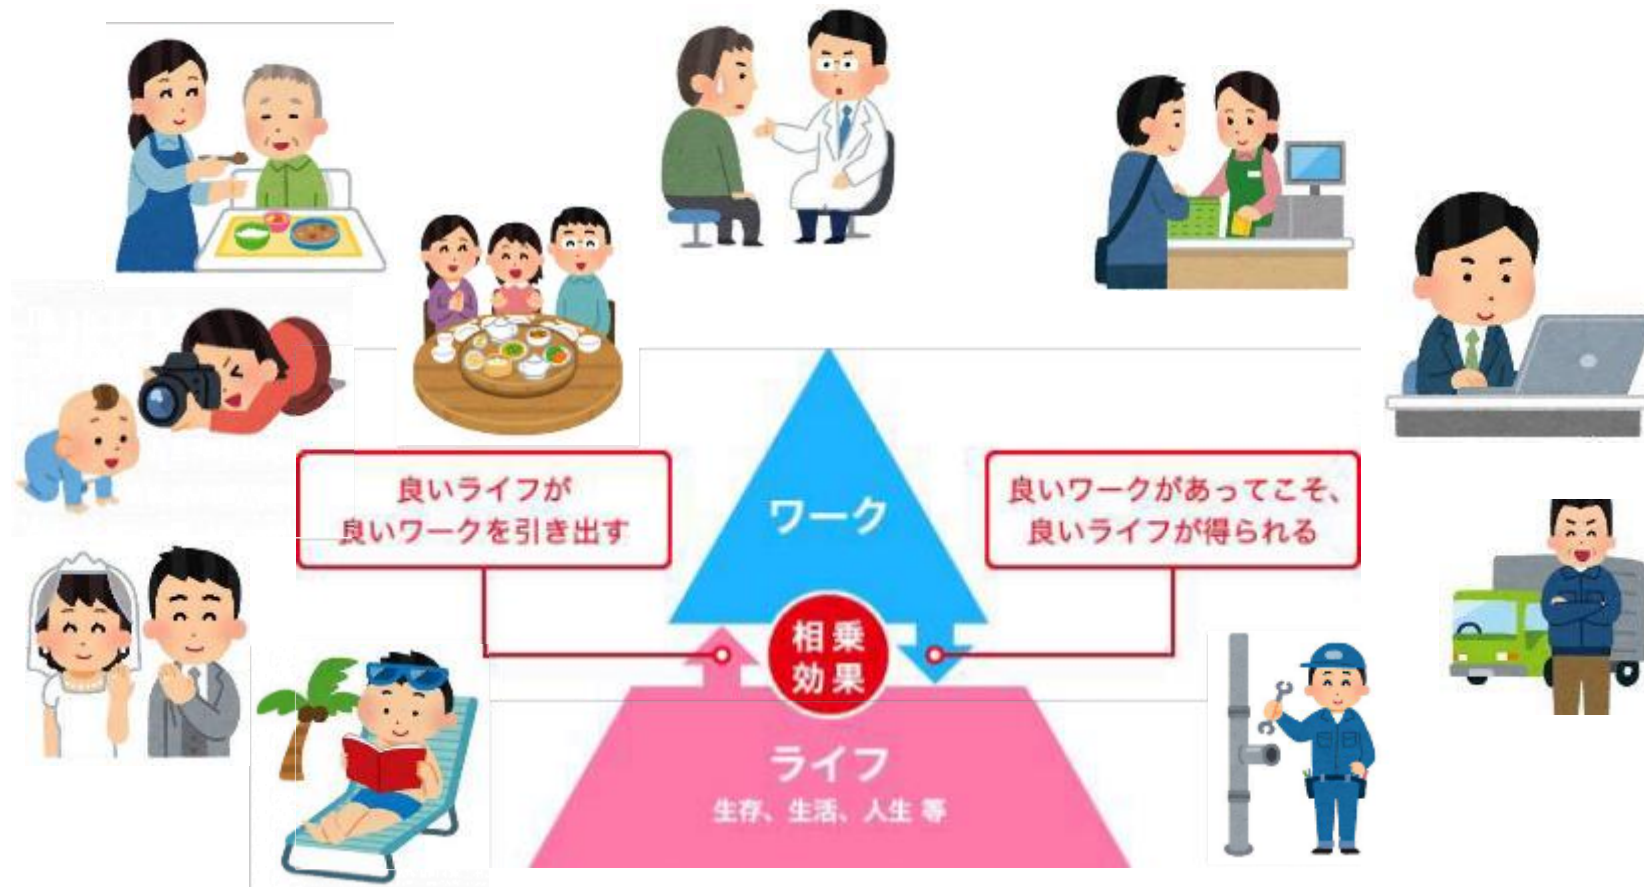 良いライフが
良いワークを引き出す
ワーク
良いワークがあってこそ、
良いライフが得られる
相乗
効果
ライフ
生存、生活、人生 等